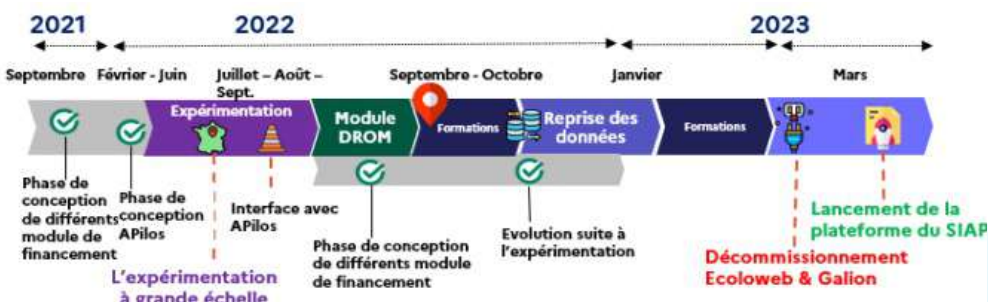 2021
2022
2023
Septembre
Février - Juin
Juillet – Août –
Sept.
Septembre - Octobre
Janvier
Mars
Expérimentation
Module
DROM
Formations
Reprise des
données
Formations
Phase de
conception
de différents
module de
financement
Phase de
conception
APilos
Interface avec
APilos
L'expérimentation
à grande échelle
Phase de conception
de différents module
de financement
Evolution suite à
l'expérimentation
Lancement de la
plateforme du SIAP
Décommissionnement
Ecoloweb & Galion